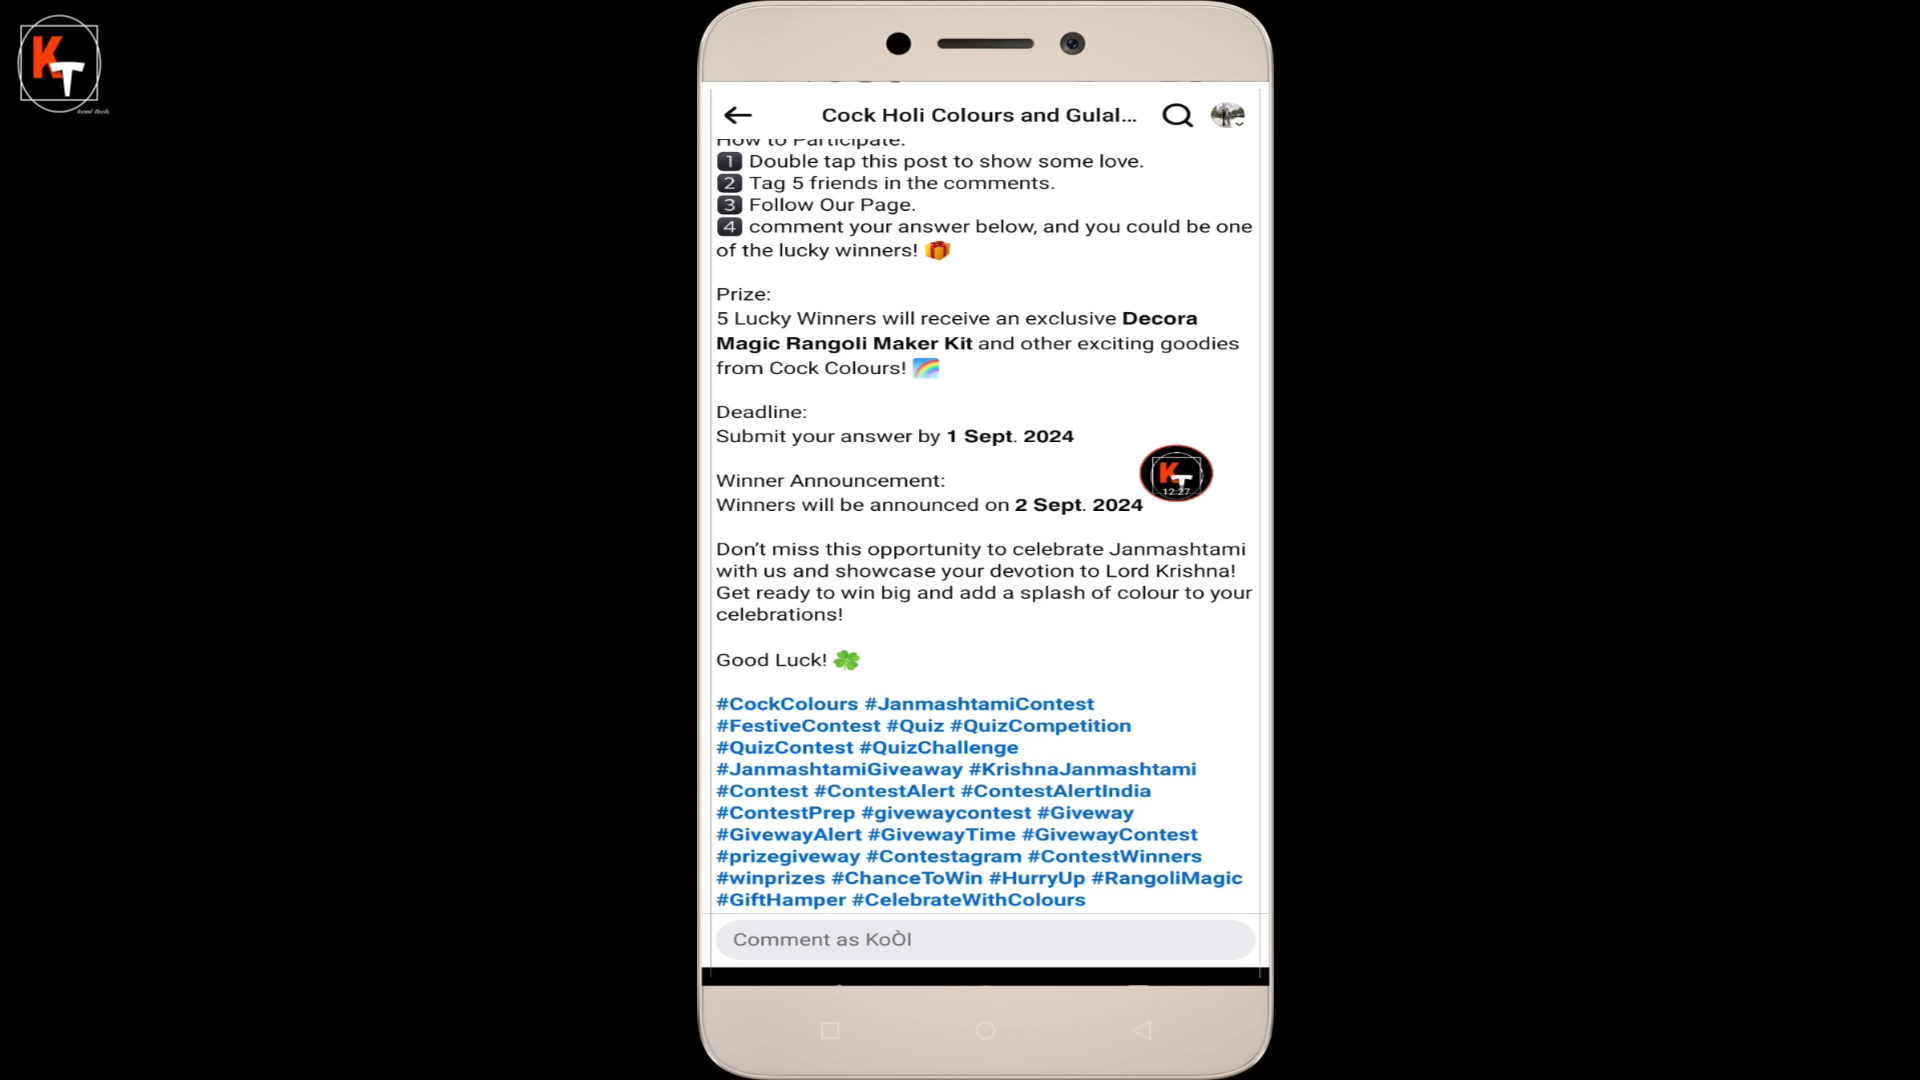 KT
Cock Holi Colours and Gulal...
How to Participate:
1 Double tap this post to show some love.
2 Tag 5 friends in the comments.
3 Follow Our Page.
4 comment your answer below, and you could be one
of the lucky winners! 🎁
Prize:
5 Lucky Winners will receive an exclusive Decora
Magic Rangoli Maker Kit and other exciting goodies
from Cock Colours! 🌈
Deadline:
Submit your answer by 1 Sept. 2024
KT
12:27
Winner Announcement:
Winners will be announced on 2 Sept. 2024
Don't miss this opportunity to celebrate Janmashtami
with us and showcase your devotion to Lord Krishna!
Get ready to win big and add a splash of colour to your
celebrations!
Good Luck! 🍀
#CockColours #JanmashtamiContest
#FestiveContest #Quiz #QuizCompetition
#QuizContest #QuizChallenge
#JanmashtamiGiveaway #KrishnaJanmashtami
#Contest #ContestAlert #ContestAlertIndia
#ContestPrep #givewaycontest #Giveway
#GivewayAlert #GivewayTime #GivewayContest
#prizegiveway #Contestagram #ContestWinners
#winprizes #ChanceToWin #HurryUp #RangoliMagic
#GiftHamper #CelebrateWithColours
Comment as KoÒl